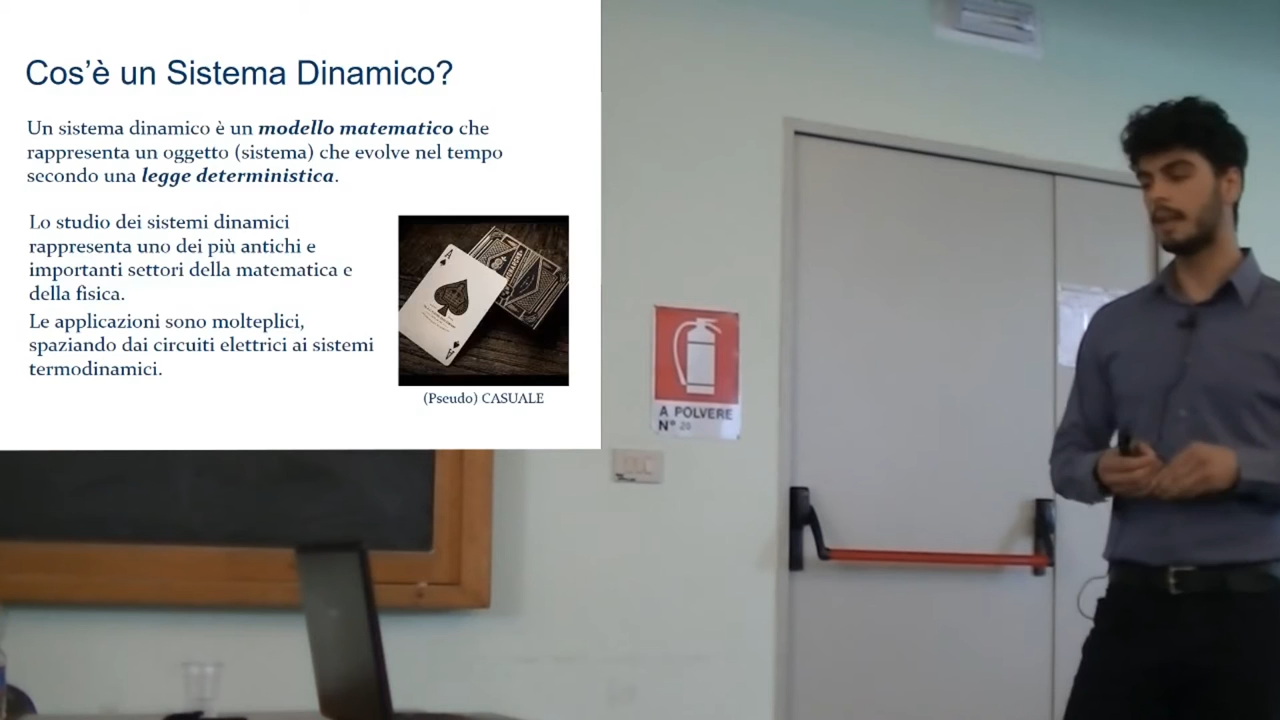 Cos'è un Sistema Dinamico?
Un sistema dinamico è un modello matematico che
rappresenta un oggetto (sistema) che evolve nel tempo
secondo una legge deterministica.
Lo studio dei sistemi dinamici
rappresenta uno dei più antichi e
importanti settori della matematica e
della fisica.
Le applicazioni sono molteplici,
spaziando dai circuiti elettrici ai sistemi
termodinamici.
A
A
(Pseudo) CASUALE
A POLVERE
N° 20